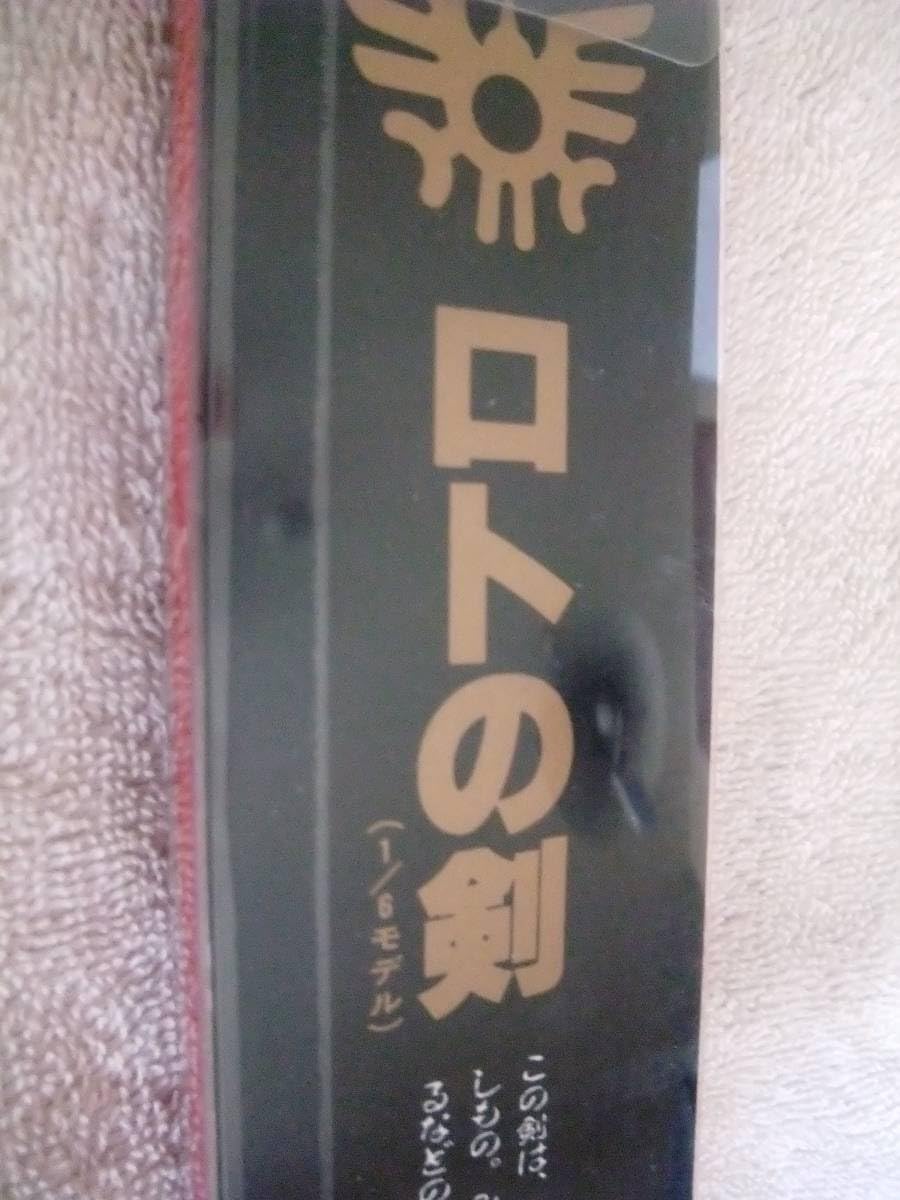 ロトの剣
(1/6モデル)
この剣は、
しもの。
るなどの